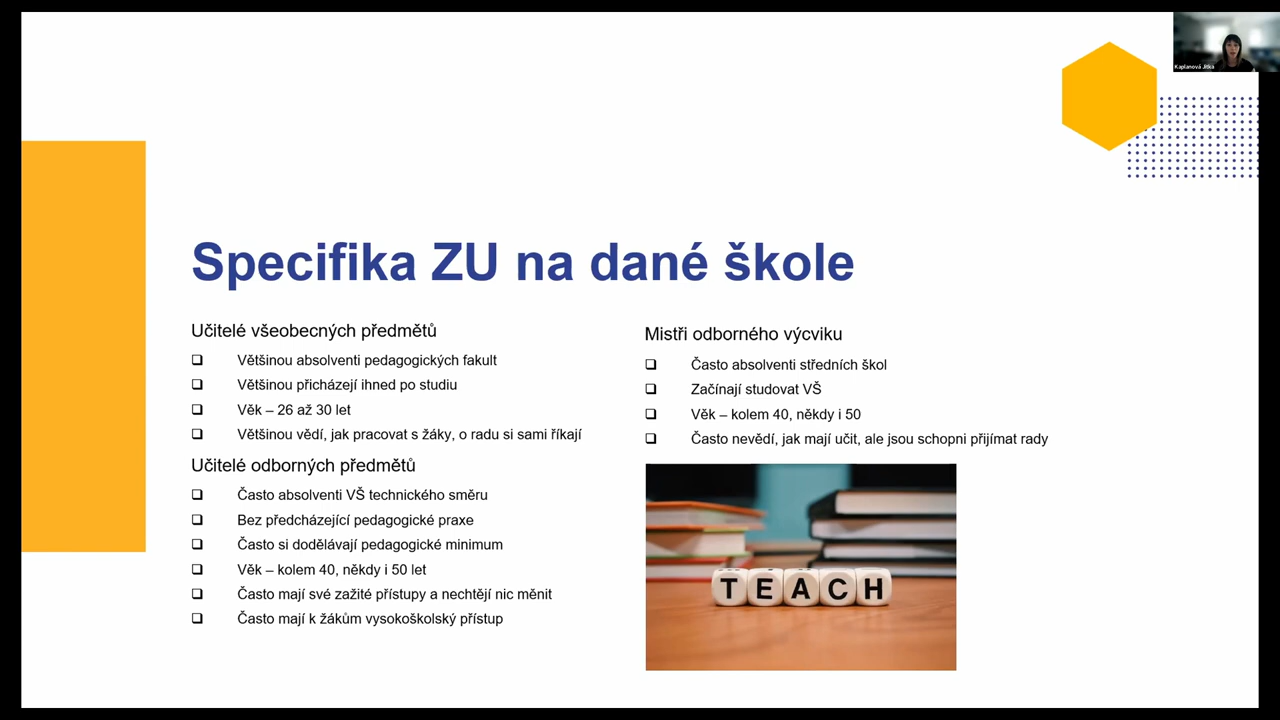 Kaplanová Jitka
Specifika ZU na dané škole
Učitelé všeobecných předmětů
Většinou absolventi pedagogických fakult
Většinou přicházejí ihned po studiu
Věk – 26 až 30 let
Většinou vědí, jak pracovat s žáky, o radu si sami říkají
Učitelé odborných předmětů
Často absolventi VŠ technického směru
Bez předcházející pedagogické praxe
Často si dodělávají pedagogické minimum
Věk – kolem 40, někdy i 50 let
Často mají své zažité přístupy a nechtějí nic měnit
Často mají k žákům vysokoškolský přístup
Mistři odborného výcviku
Často absolventi středních škol
Začínají studovat VŠ
Věk – kolem 40, někdy i 50
Často nevědí, jak mají učit, ale jsou schopni přijímat rady
TEACH